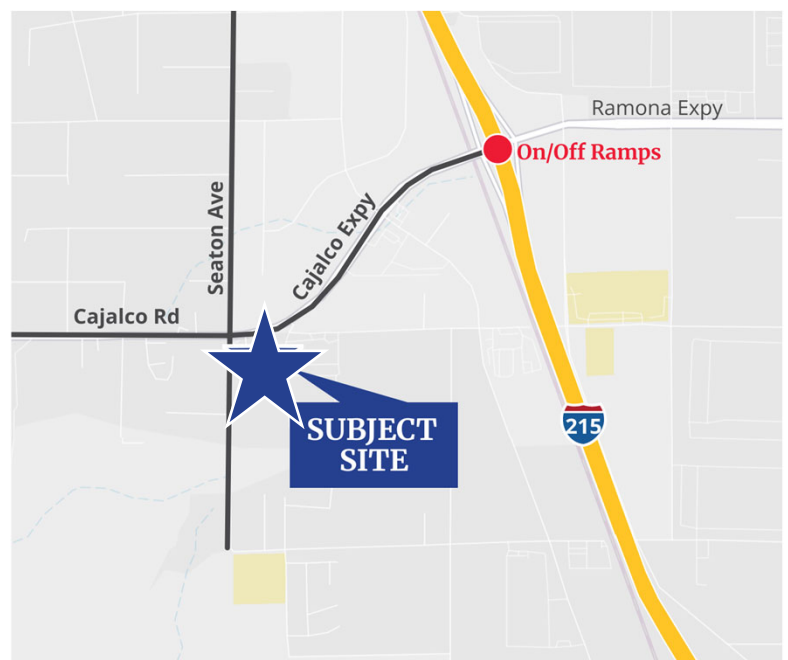 Ramona Expy
On/Off Ramps
Seaton Ave
Cajalco Expy
Cajalco Rd
215
SUBJECT
SITE